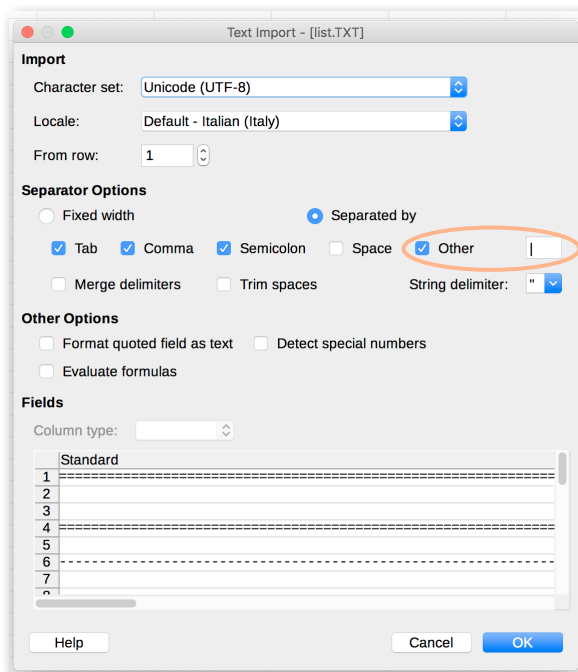 Text Import - [list.TXT]
Import
Character set: Unicode (UTF-8)
Locale: Default - Italian (Italy)
From row: 1
Separator Options
Fixed width Separated by
Tab Comma Semicolon Space Other |
Merge delimiters Trim spaces String delimiter: "
Other Options
Format quoted field as text Detect special numbers
Evaluate formulas
Fields
Column type:
Standard
1 ==============================================================
2
3
4 ==============================================================
5
6 - - - - - - - - - - - - - - - - - - - - - - - - - - - - - - - - - - - - - - - - - - - - - - - - - -
7
Help Cancel OK